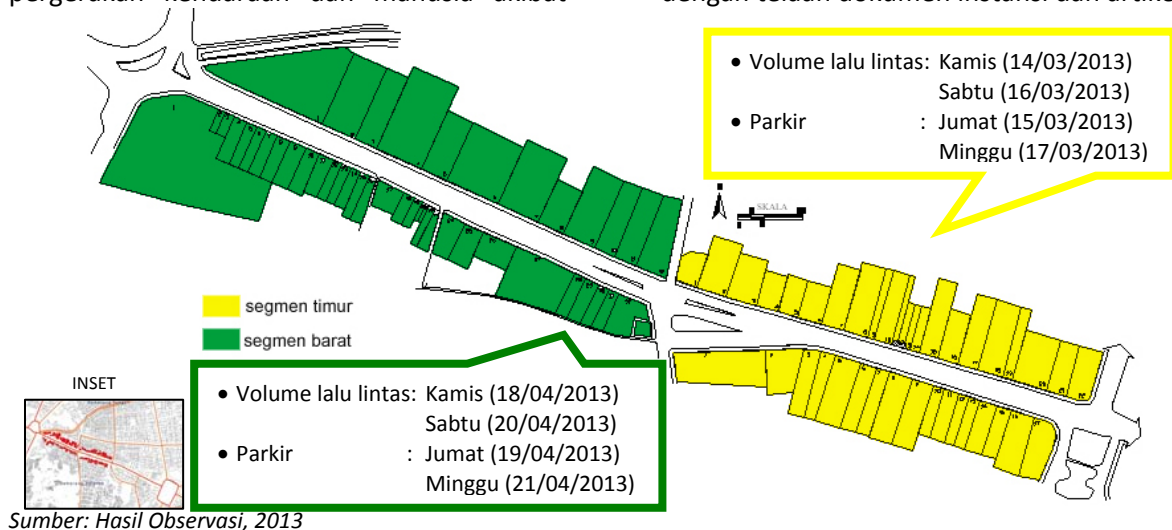 pergerakan kendaraan dan manusia akibat
dengan telaah dokumen instansi dan artike
• Volume lalu lintas: Kamis (14/03/2013)
Sabtu (16/03/2013)
• Parkir : Jumat (15/03/2013)
Minggu (17/03/2013)
SKALA
segmen timur
segmen barat
INSET
• Volume lalu lintas: Kamis (18/04/2013)
Sabtu (20/04/2013)
• Parkir : Jumat (19/04/2013)
Minggu (21/04/2013)
Sumber: Hasil Observasi, 2013